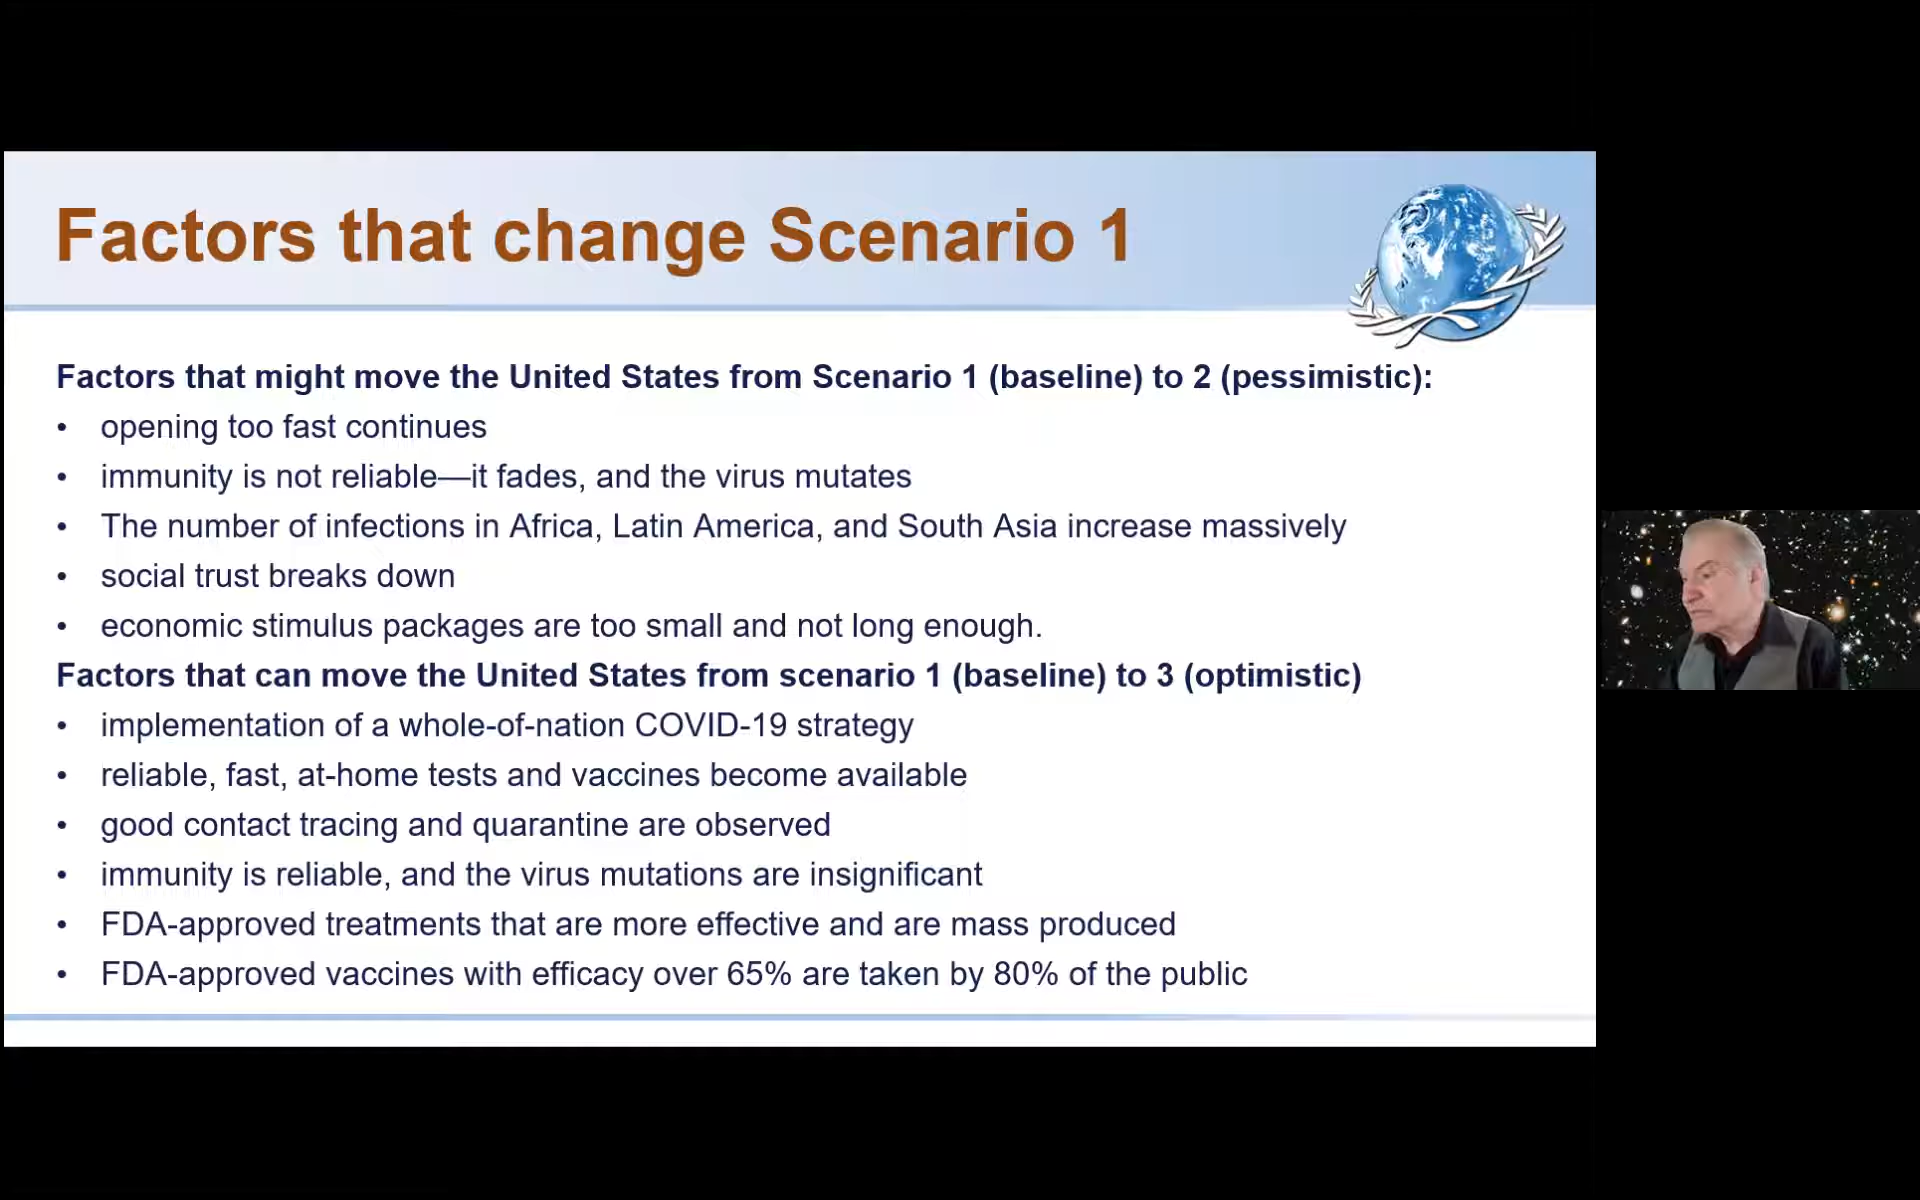 Factors that change Scenario 1
Factors that might move the United States from Scenario 1 (baseline) to 2 (pessimistic):
• opening too fast continues
• immunity is not reliable—it fades, and the virus mutates
• The number of infections in Africa, Latin America, and South Asia increase massively
• social trust breaks down
• economic stimulus packages are too small and not long enough.
Factors that can move the United States from scenario 1 (baseline) to 3 (optimistic)
• implementation of a whole-of-nation COVID-19 strategy
• reliable, fast, at-home tests and vaccines become available
• good contact tracing and quarantine are observed
• immunity is reliable, and the virus mutations are insignificant
• FDA-approved treatments that are more effective and are mass produced
• FDA-approved vaccines with efficacy over 65% are taken by 80% of the public